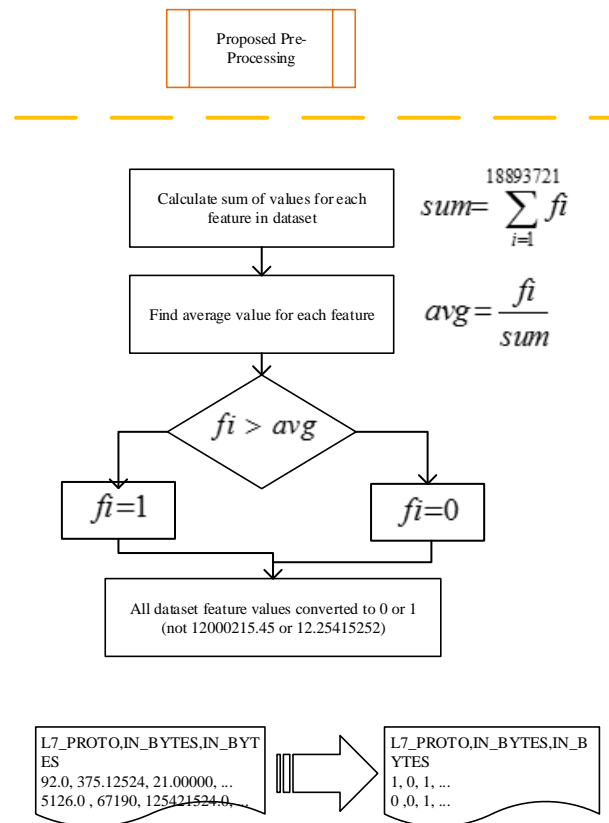 Proposed Pre-
Processing
Calculate sum of values for each
feature in dataset
sum= 18893721 ∑ i=1 fi
Find average value for each feature
avg = fi / sum
fi > avg
fi=1
fi=0
All dataset feature values converted to 0 or 1
(not 12000215.45 or 12.25415252)
L7_PROTO,IN_BYTES,IN_BYT
ES
92.0, 375.12524, 21.00000, ...
5126.0 , 67190, 125421524.0, ...
L7_PROTO,IN_BYTES,IN_B
YTES
1, 0, 1, ...
0 ,0, 1, ...